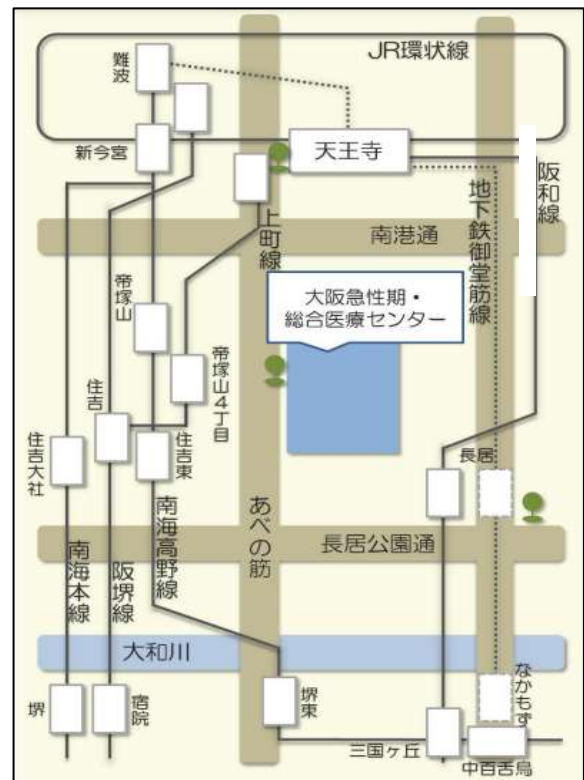 JR環状線
難波
新今宮
天王寺
阪和線
地下鉄御堂筋線
上町線
南港通
帝塚山
大阪急性期・
総合医療センター
帝塚山4丁目
住吉
住吉大社
住吉東
長居
南海高野線
あべの筋
長居公園通
南海本線
阪堺線
大和川
なかもず
堺
宿院
堺東
三国ヶ丘
中百舌鳥